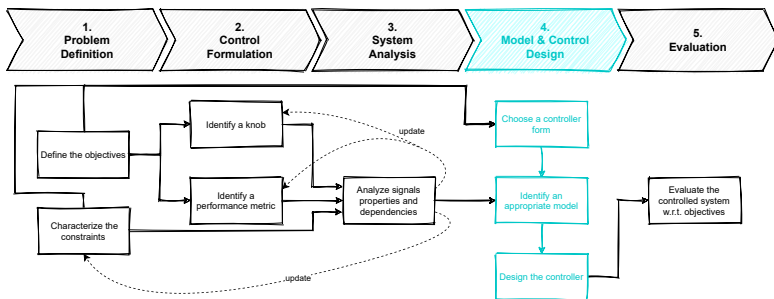 1.
Problem
Definition
2.
Control
Formulation
3.
System
Analysis
4.
Model & Control
Design
5.
Evaluation
Define the objectives
Characterize the
constraints
Identify a knob
Identify a
performance metric
update
Analyze signals
properties and
dependencies
update
Choose a controller
form
Identify an
appropriate model
Design the controller
Evaluate the
controlled system
w.r.t. objectives